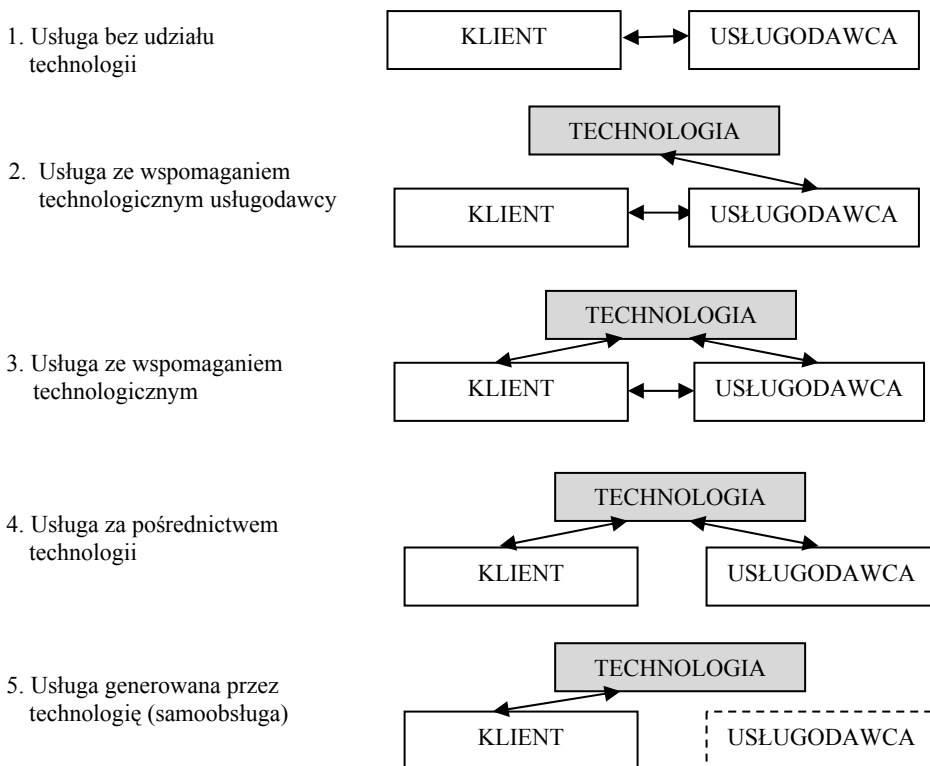 1. Usługa bez udziału
technologii
KLIENT
USŁUGODAWCA
2. Usługa ze wspomaganiem
technologicznym usługodawcy
TECHNOLOGIA
KLIENT
USŁUGODAWCA
3. Usługa ze wspomaganiem
technologicznym
TECHNOLOGIA
KLIENT
USŁUGODAWCA
4. Usługa za pośrednictwem
technologii
TECHNOLOGIA
KLIENT
USŁUGODAWCA
5. Usługa generowana przez
technologię (samoobsługa)
TECHNOLOGIA
KLIENT
USŁUGODAWCA